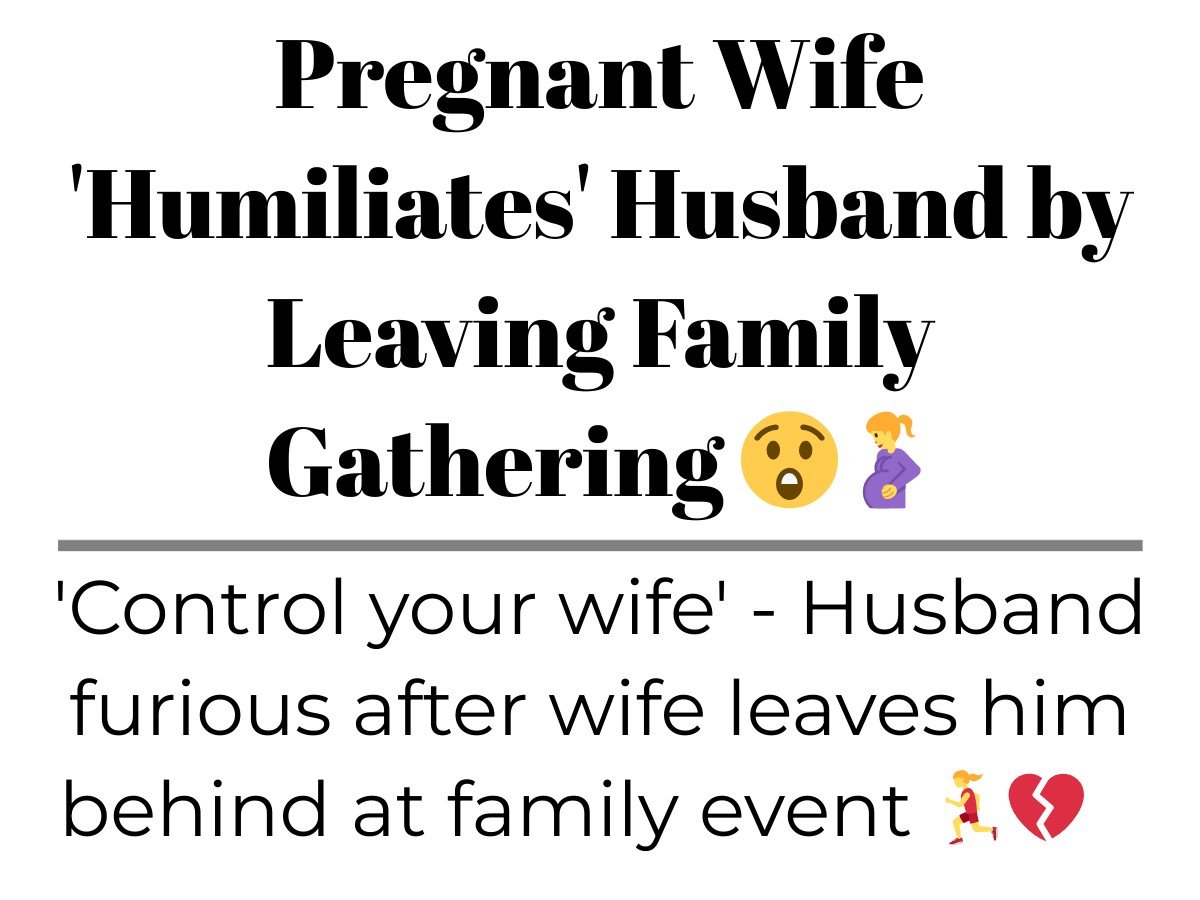 Pregnant Wife
'Humiliates' Husband by
Leaving Family
Gathering 😲🤰
'Control your wife' - Husband
furious after wife leaves him
behind at family event 🏃‍♀️💔